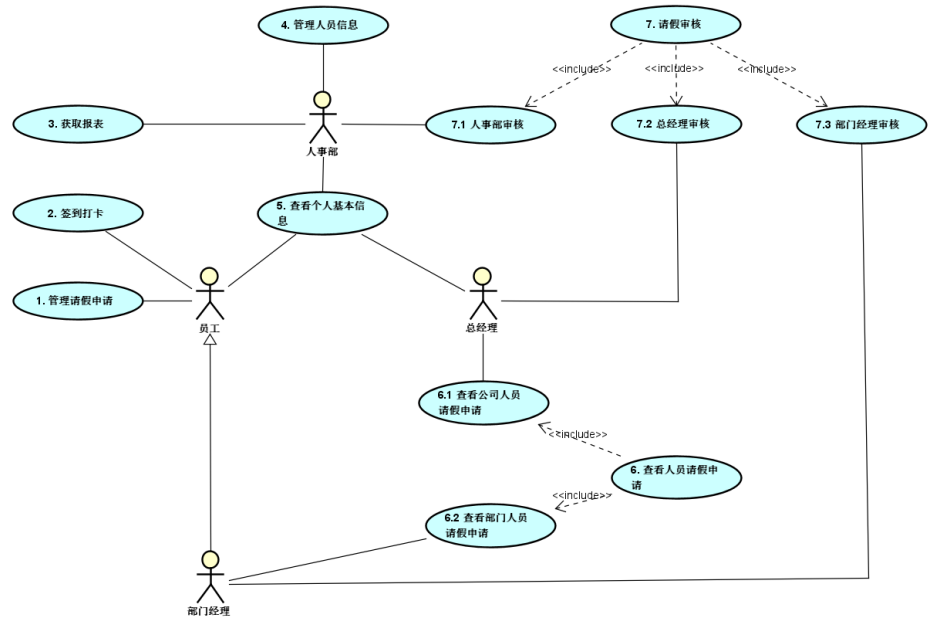 4. 管理人员信息
7. 请假审核
<<include>>
<<include>>
<<include>>
3. 获取报表
人事部
7.1 人事部审核
7.2 总经理审核
7.3 部门经理审核
2. 签到打卡
5. 查看个人基本信
息
1. 管理请假申请
员工
总经理
6.1 查看公司人员
请假申请
<<include>>
6. 查看人员请假申
请
<<include>>
6.2 查看部门人员
请假申请
部门经理